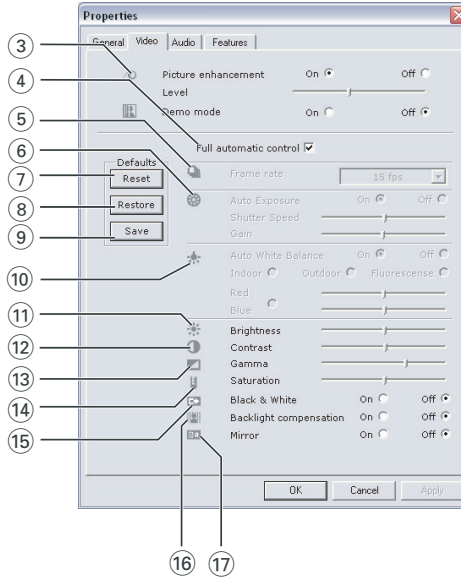 Properties
General Video Audio Features
③
Picture enhancement On Off
④
Level
Demo mode On Off
⑤
Full automatic control
⑥
Defaults
Frame rate 15 fps
⑦
Reset
Auto Exposure On Off
⑧
Restore
Shutter Speed
⑨
Save
Gain
Auto White Balance On Off
⑩
Indoor Outdoor Fluorescense
Red
Blue
⑪
Brightness
⑫
Contrast
⑬
Gamma
⑭
Saturation
⑮
Black & White On Off
Backlight compensation On Off
Mirror On Off
OK Cancel Apply
⑯ ⑰